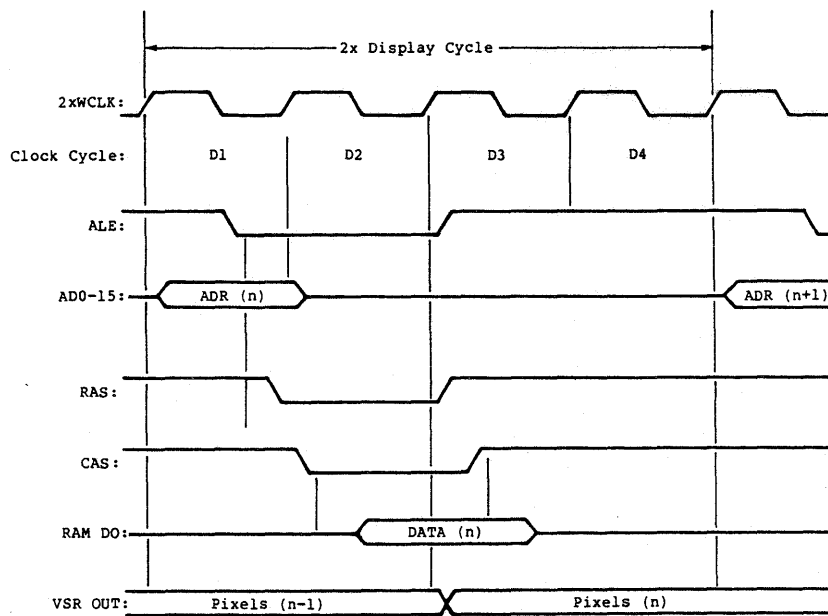 2x Display Cycle
2xWCLK:
Clock Cycle: D1 D2 D3 D4
ALE:
AD0-15: ADR (n) ADR (n+1)
RAS:
CAS:
RAM DO: DATA (n)
VSR OUT: Pixels (n-1) Pixels (n)